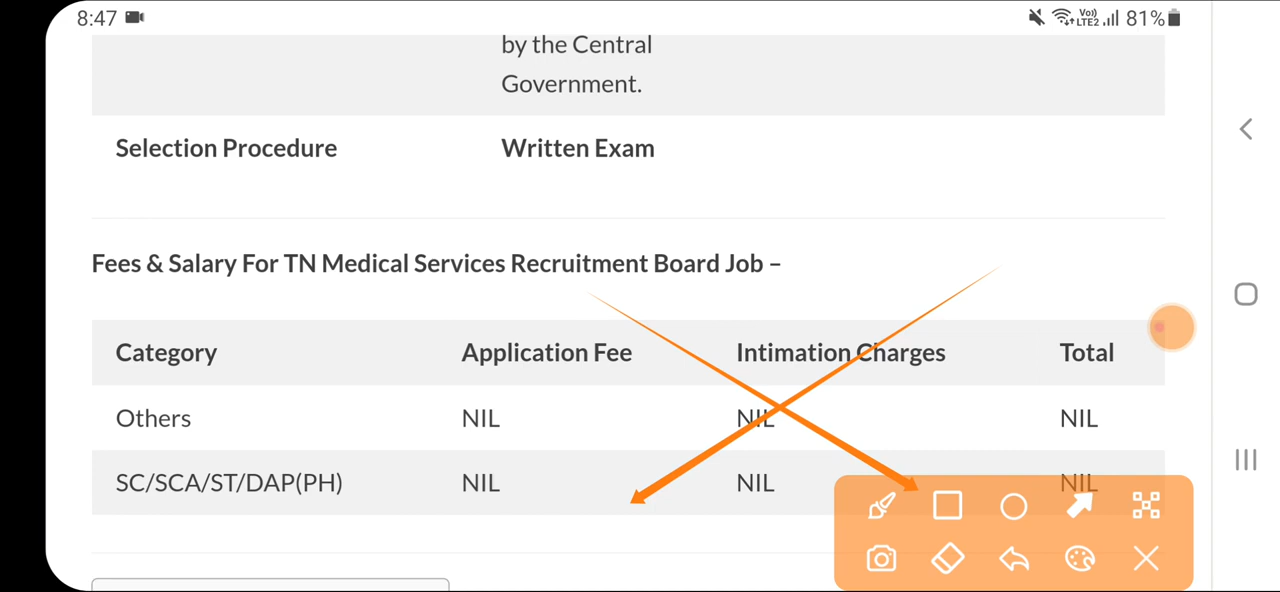 8:47 Vo)) LTE2 81%
by the Central
Government.
Selection Procedure Written Exam
Fees & Salary For TN Medical Services Recruitment Board Job –
Category Application Fee Intimation Charges Total
Others NIL NIL NIL
SC/SCA/ST/DAP(PH) NIL NIL NIL